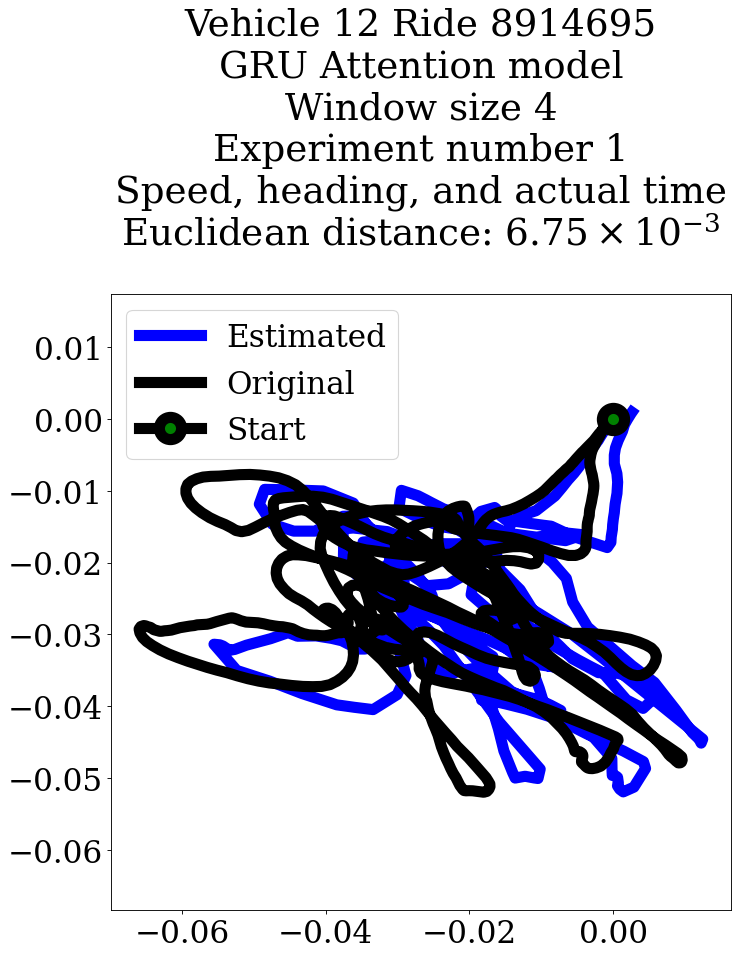 Vehicle 12 Ride 8914695
GRU Attention model
Window size 4
Experiment number 1
Speed, heading, and actual time
Euclidean distance: 6.75 × 10⁻³
Estimated
Original
Start
0.01
0.00
−0.01
−0.02
−0.03
−0.04
−0.05
−0.06
−0.06 −0.04 −0.02 0.00